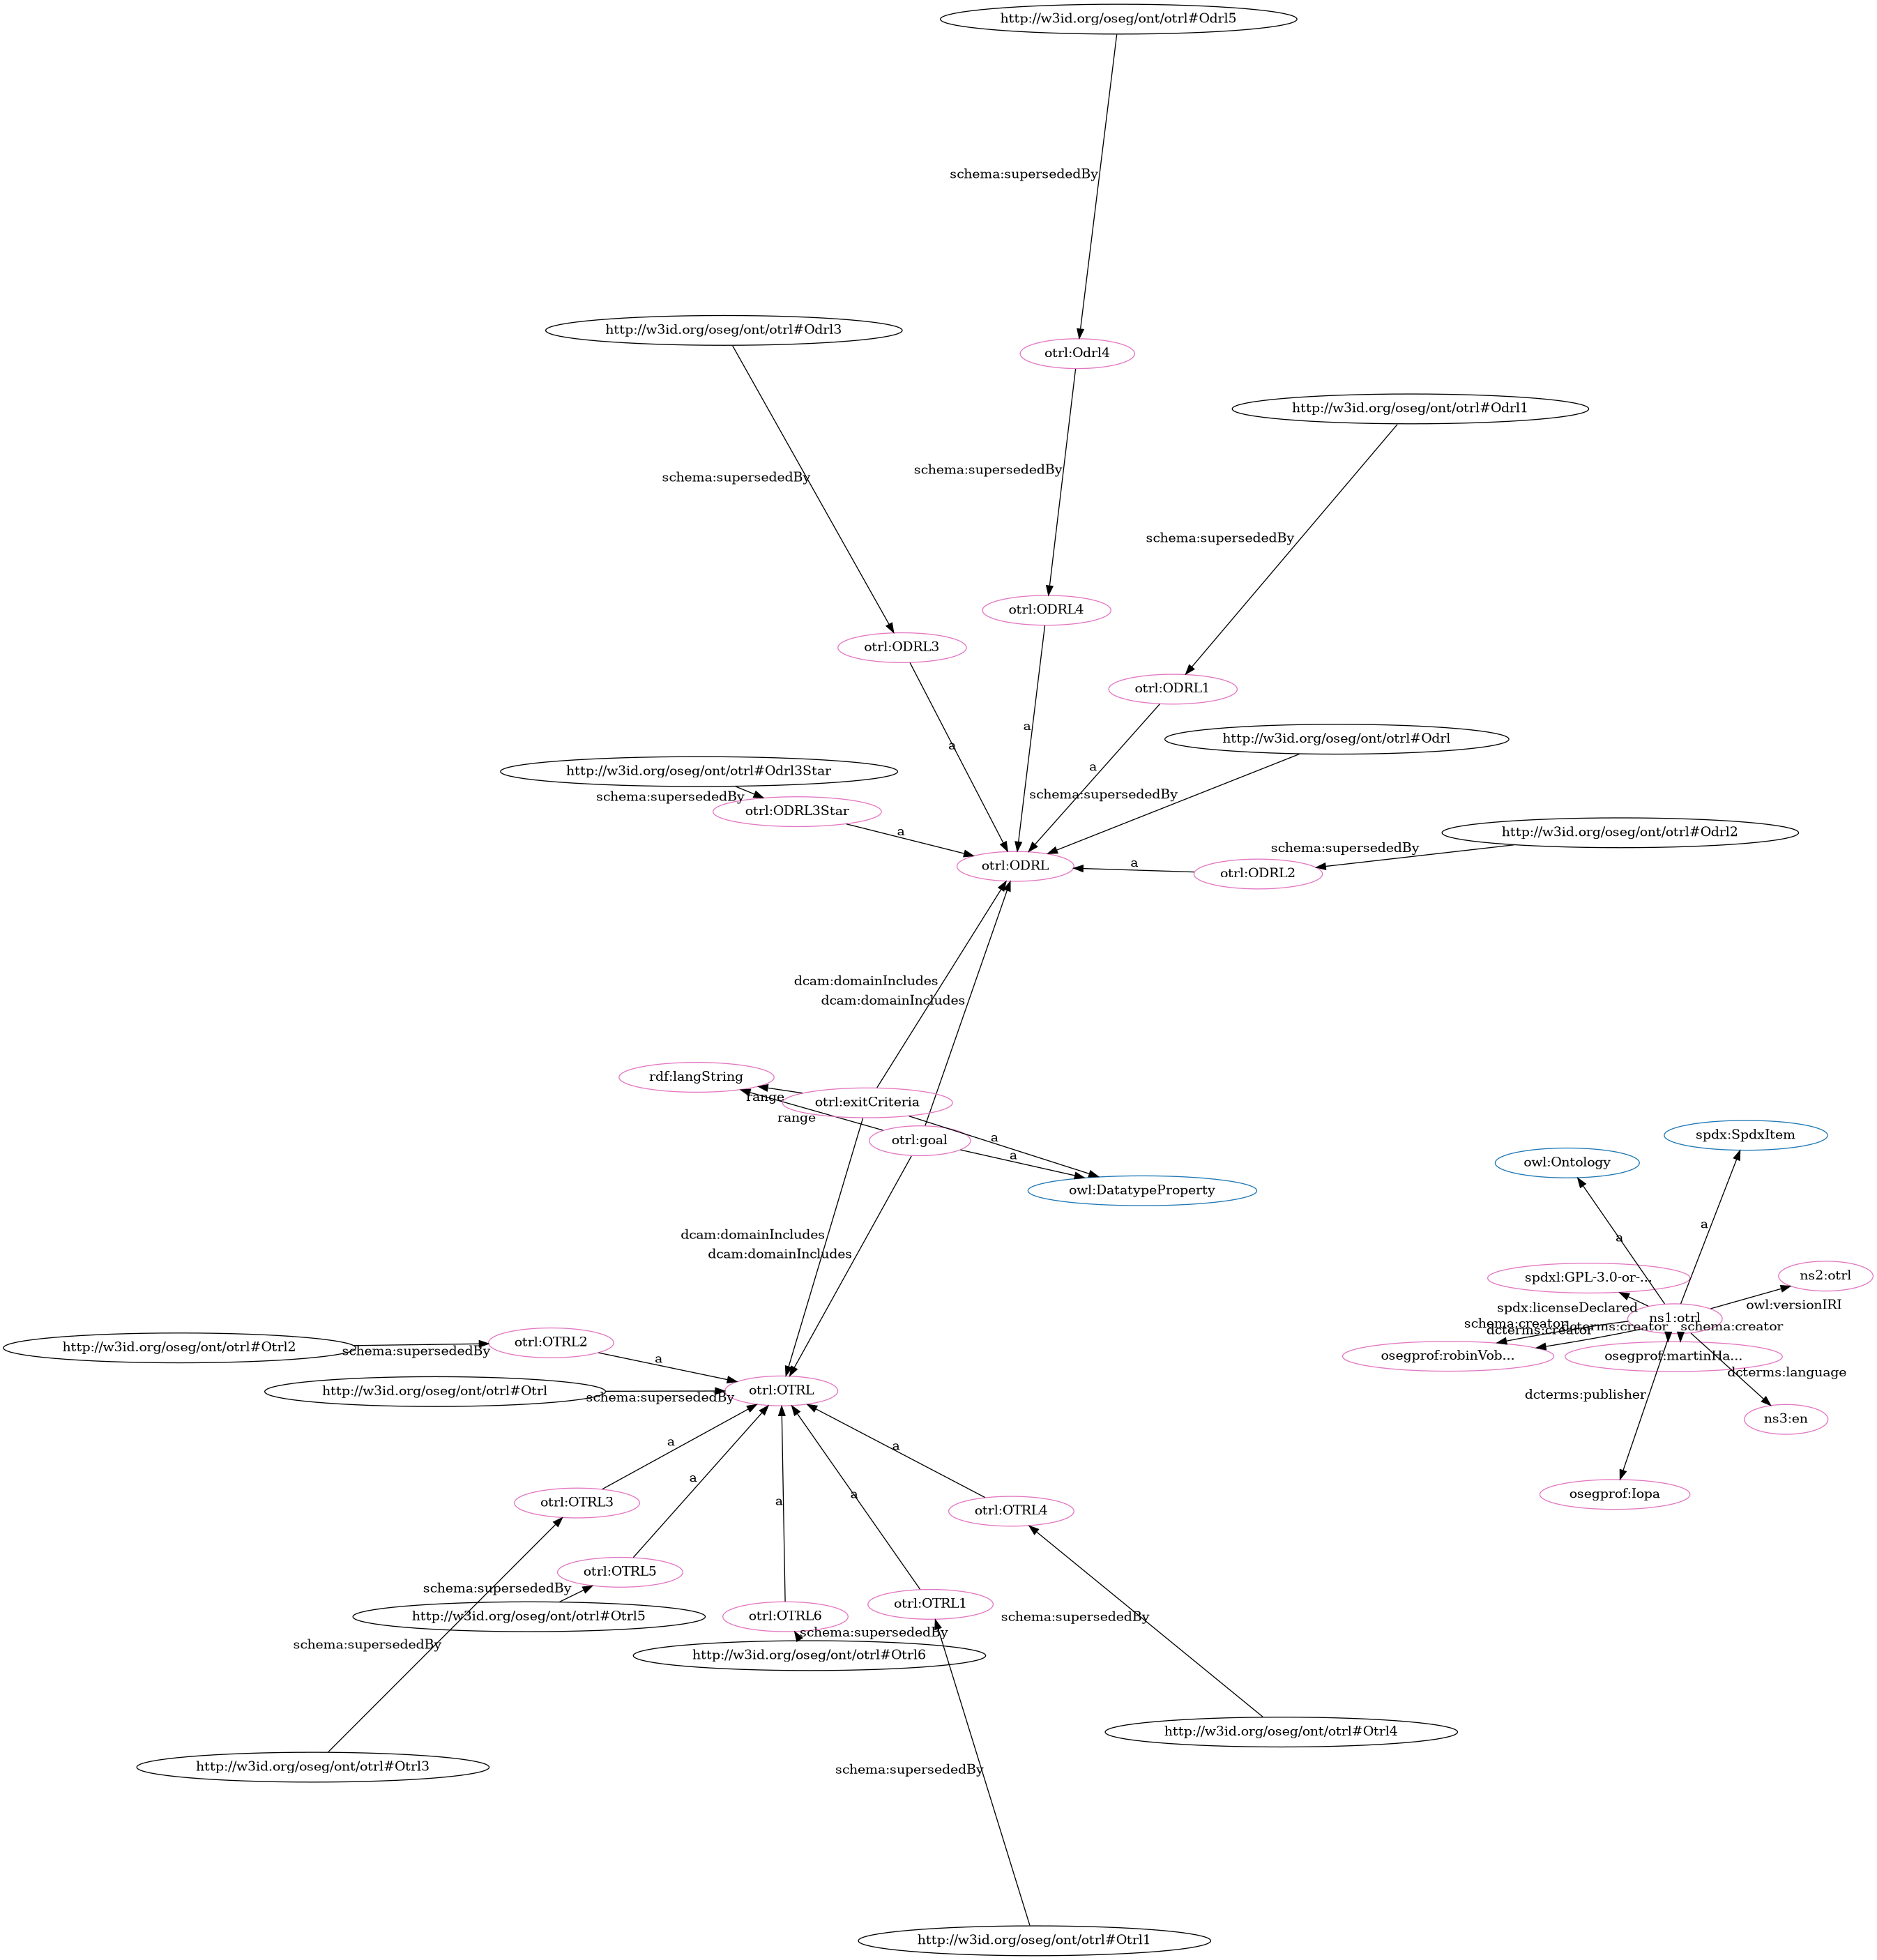 http://w3id.org/oseg/ont/otrl#Odrl5
schema:supersededBy
http://w3id.org/oseg/ont/otrl#Odrl3
otrl:Odrl4
http://w3id.org/oseg/ont/otrl#Odrl1
schema:supersededBy
schema:supersededBy
schema:supersededBy
otrl:ODRL4
otrl:ODRL3
otrl:ODRL1
a
http://w3id.org/oseg/ont/otrl#Odrl
a
a
http://w3id.org/oseg/ont/otrl#Odrl3Star
schema:supersededBy
schema:supersededBy
otrl:ODRL3Star
a
http://w3id.org/oseg/ont/otrl#Odrl2
schema:supersededBy
otrl:ODRL
a
otrl:ODRL2
dcam:domainIncludes
dcam:domainIncludes
rdf:langString
range
otrl:exitCriteria
range
otrl:goal
a
a
owl:DatatypeProperty
spdx:SpdxItem
owl:Ontology
a
a
dcam:domainIncludes
dcam:domainIncludes
spdxl:GPL-3.0-or-...
ns2:otrl
owl:versionIRI
spdx:licenseDeclared
ns1:otrl
schema:creator
dcterms:creator
dcterms:creator
schema:creator
http://w3id.org/oseg/ont/otrl#Otrl2
schema:supersededBy
otrl:OTRL2
a
osegprof:robinVob...
osegprof:martinHa...
dcterms:language
http://w3id.org/oseg/ont/otrl#Otrl
schema:supersededBy
otrl:OTRL
dcterms:publisher
ns3:en
a
a
a
a
a
osegprof:Iopa
otrl:OTRL3
otrl:OTRL4
otrl:OTRL5
schema:supersededBy
otrl:OTRL1
http://w3id.org/oseg/ont/otrl#Otrl5
otrl:OTRL6
schema:supersededBy
schema:supersededBy
schema:supersededBy
http://w3id.org/oseg/ont/otrl#Otrl6
http://w3id.org/oseg/ont/otrl#Otrl4
http://w3id.org/oseg/ont/otrl#Otrl3
schema:supersededBy
http://w3id.org/oseg/ont/otrl#Otrl1